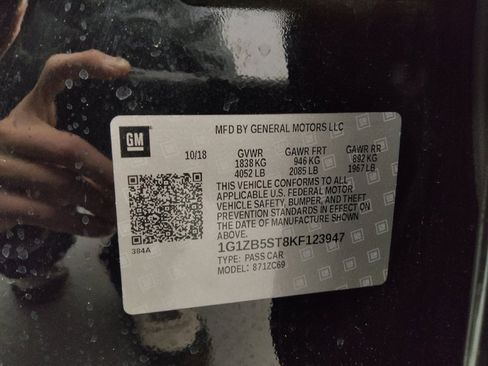 GM
MFD BY GENERAL MOTORS LLC
10/18 GVWR GAWR FRT GAWR RR
1838 KG 946 KG 892 KG
4052 LB 2085 LB 1967 LB
THIS VEHICLE CONFORMS TO ALL
APPLICABLE U.S. FEDERAL MOTOR
VEHICLE SAFETY, BUMPER, AND THEFT
PREVENTION STANDARDS IN EFFECT ON
THE DATE OF MANUFACTURE SHOWN
ABOVE.
384A
1G1ZB5ST8KF123947
TYPE: PASS CAR
MODEL: 871ZC69